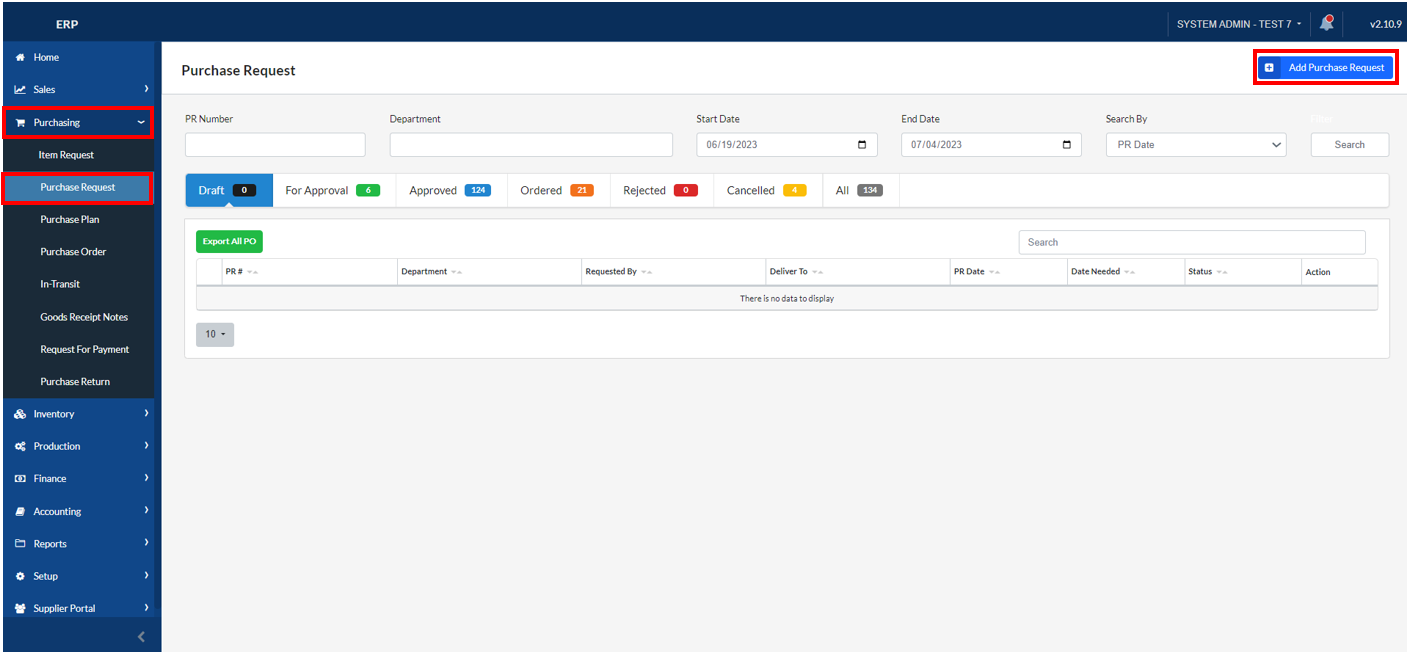 ERP
SYSTEM ADMIN - TEST 7
v2.10.9
Home
Sales
Purchasing
Item Request
Purchase Request
Purchase Plan
Purchase Order
In-Transit
Goods Receipt Notes
Request For Payment
Purchase Return
Inventory
Production
Finance
Accounting
Reports
Setup
Supplier Portal
Purchase Request
Add Purchase Request
PR Number Department Start Date End Date Search By Filter
06/19/2023 07/04/2023 PR Date Search
Draft 0 For Approval 6 Approved 124 Ordered 21 Rejected 0 Cancelled 4 All 134
Export All PO
Search
PR # Department Requested By Deliver To PR Date Date Needed Status Action
There is no data to display
10